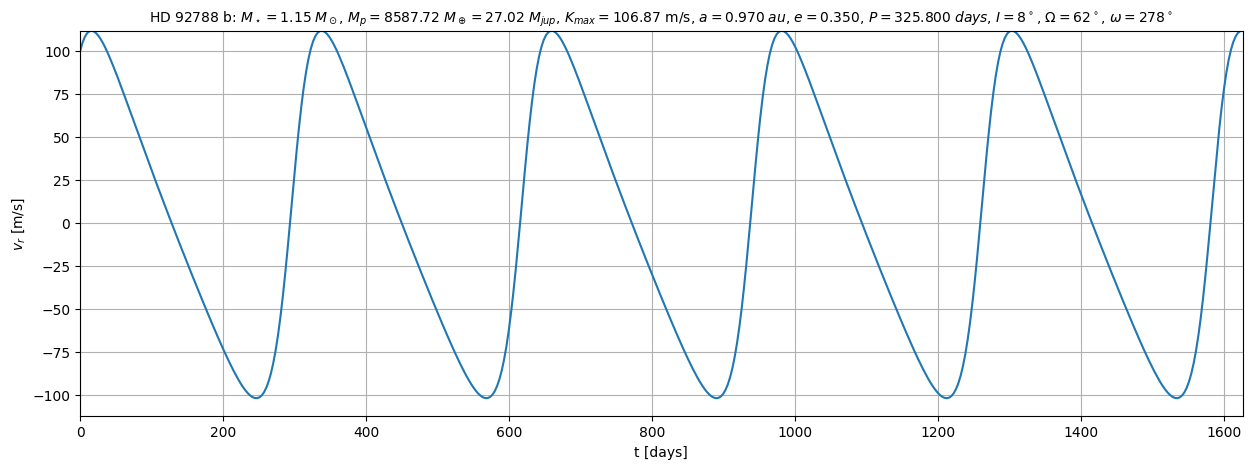 HD 92788 b: M⋆ = 1.15 M⊙, Mp = 8587.72 M⊕ = 27.02 Mjup, Kmax = 106.87 m/s, a = 0.970 au, e = 0.350, P = 325.800 days, I = 8°, Ω = 62°, ω = 278°
100
75
50
25
0
−25
−50
−75
−100
vr [m/s]
0 200 400 600 800 1000 1200 1400 1600
t [days]